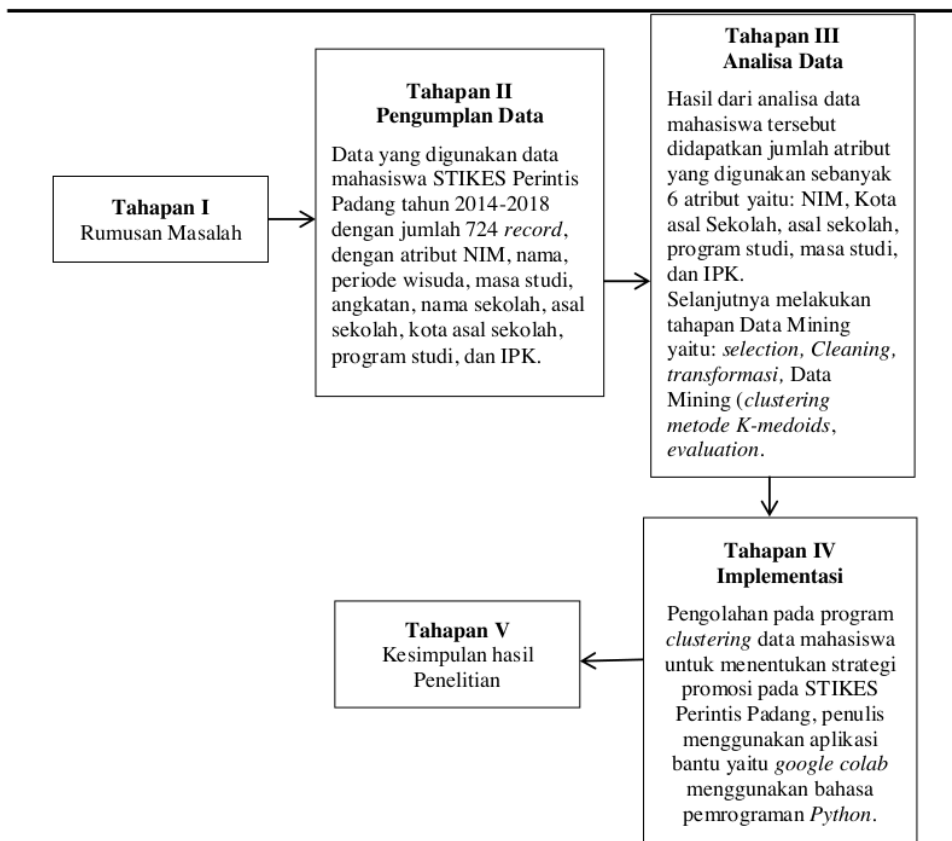 Tahapan I
Rumusan Masalah
Tahapan II
Pengumplan Data
Data yang digunakan data
mahasiswa STIKES Perintis
Padang tahun 2014-2018
dengan jumlah 724 record,
dengan atribut NIM, nama,
periode wisuda, masa studi,
angkatan, nama sekolah, asal
sekolah, kota asal sekolah,
program studi, dan IPK.
Tahapan III
Analisa Data
Hasil dari analisa data
mahasiswa tersebut
didapatkan jumlah atribut
yang digunakan sebanyak
6 atribut yaitu: NIM, Kota
asal Sekolah, asal sekolah,
program studi, masa studi,
dan IPK.
Selanjutnya melakukan
tahapan Data Mining
yaitu: selection, Cleaning,
transformasi, Data
Mining (clustering
metode K-medoids,
evaluation.
Tahapan IV
Implementasi
Pengolahan pada program
clustering data mahasiswa
untuk menentukan strategi
promosi pada STIKES
Perintis Padang, penulis
menggunakan aplikasi
bantu yaitu google colab
menggunakan bahasa
pemrograman Python.
Tahapan V
Kesimpulan hasil
Penelitian